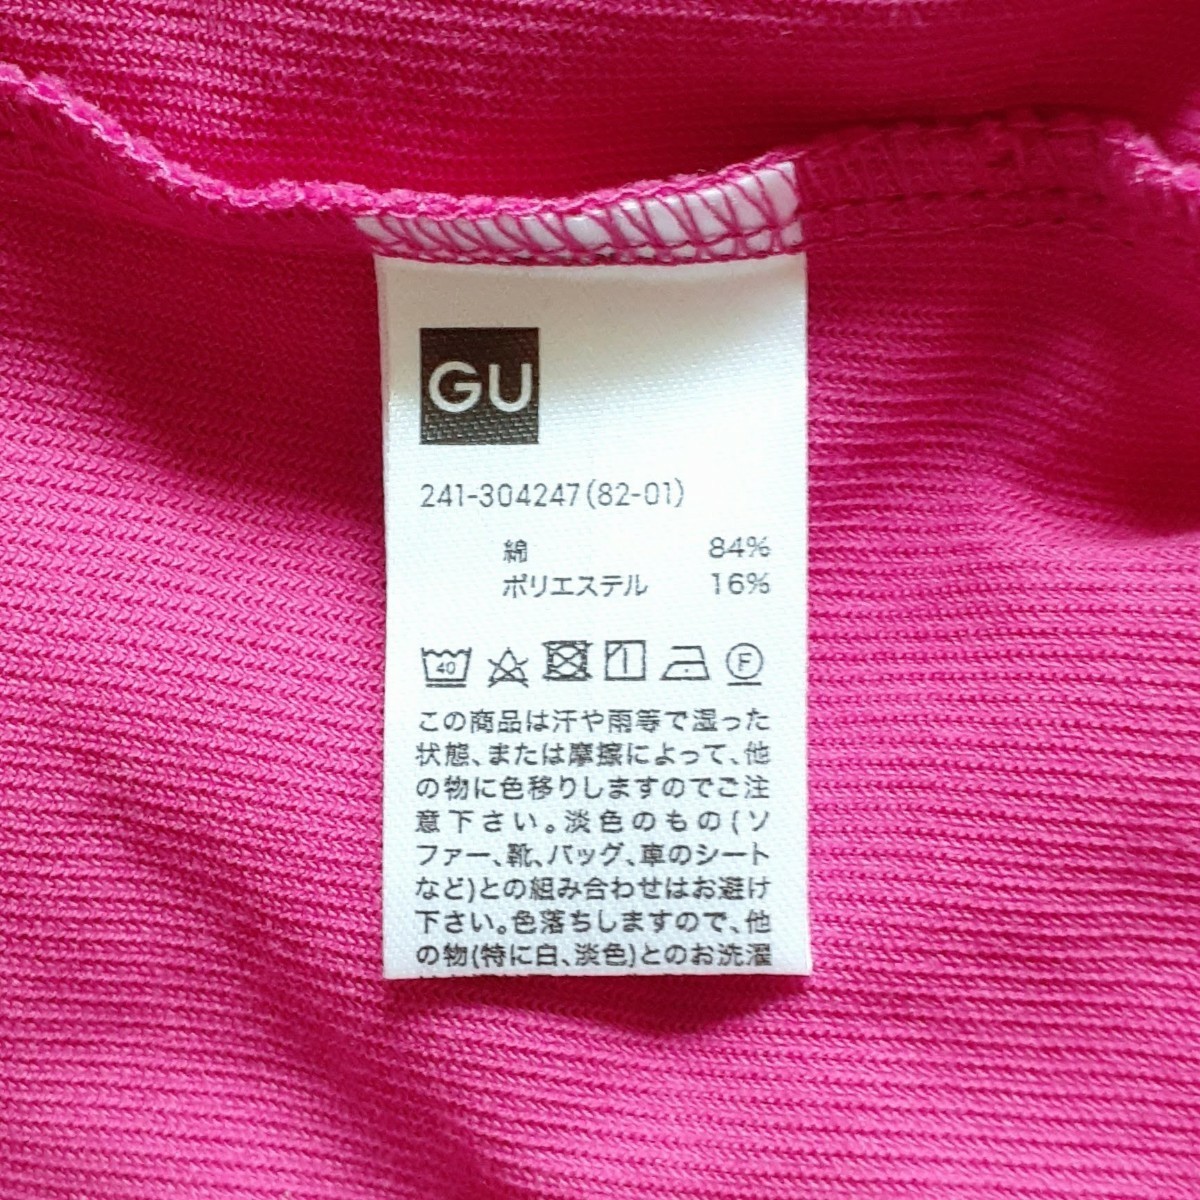 GU
241-304247(82-01)
綿 84%
ポリエステル 16%
40 F
この商品は汗や雨等で湿った
状態、または摩擦によって、他
の物に色移りしますのでご注
意下さい。淡色のもの(ソ
ファー、靴、バッグ、車のシート
など)との組み合わせはお避け
下さい。色落ちしますので、他
の物(特に白、淡色)とのお洗濯